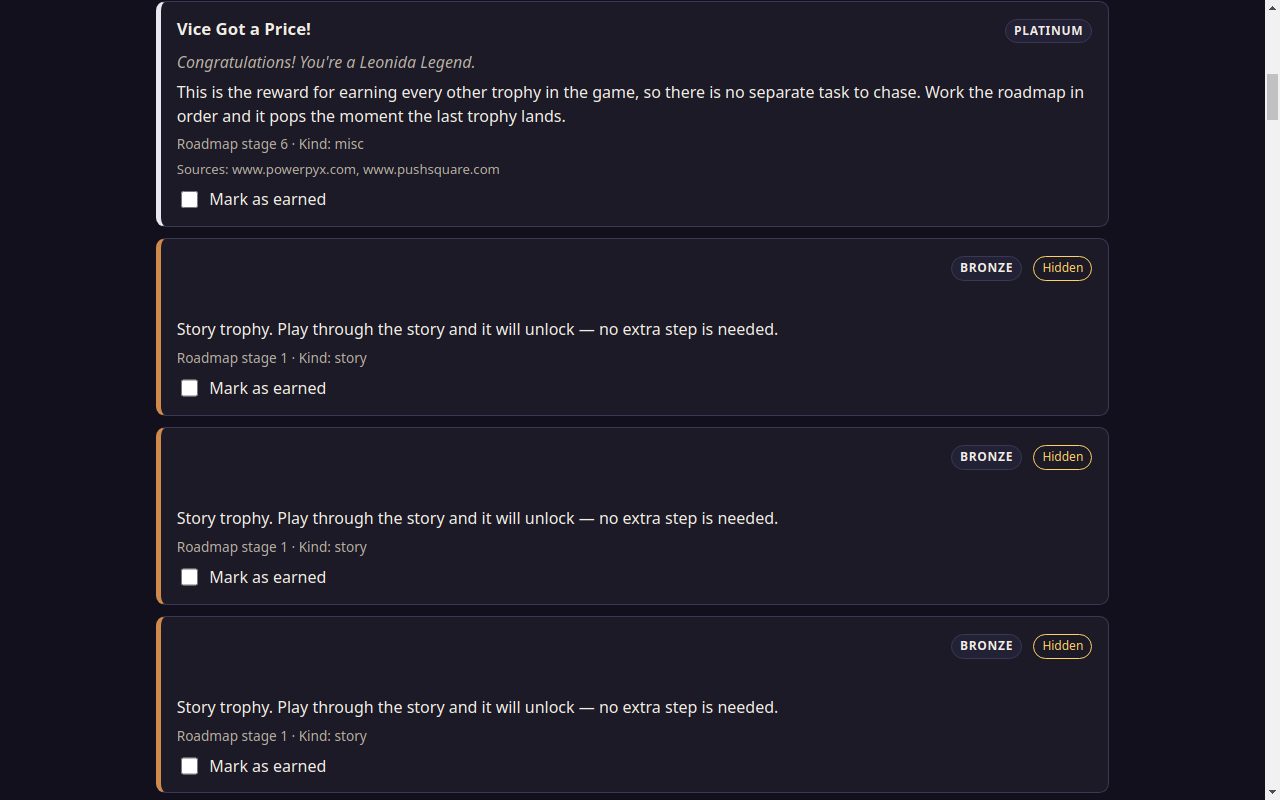 Vice Got a Price!
PLATINUM
Congratulations! You're a Leonida Legend.
This is the reward for earning every other trophy in the game, so there is no separate task to chase. Work the roadmap in
order and it pops the moment the last trophy lands.
Roadmap stage 6 · Kind: misc
Sources: www.powerpyx.com, www.pushsquare.com
Mark as earned
BRONZE
Hidden
Story trophy. Play through the story and it will unlock — no extra step is needed.
Roadmap stage 1 · Kind: story
Mark as earned
BRONZE
Hidden
Story trophy. Play through the story and it will unlock — no extra step is needed.
Roadmap stage 1 · Kind: story
Mark as earned
BRONZE
Hidden
Story trophy. Play through the story and it will unlock — no extra step is needed.
Roadmap stage 1 · Kind: story
Mark as earned